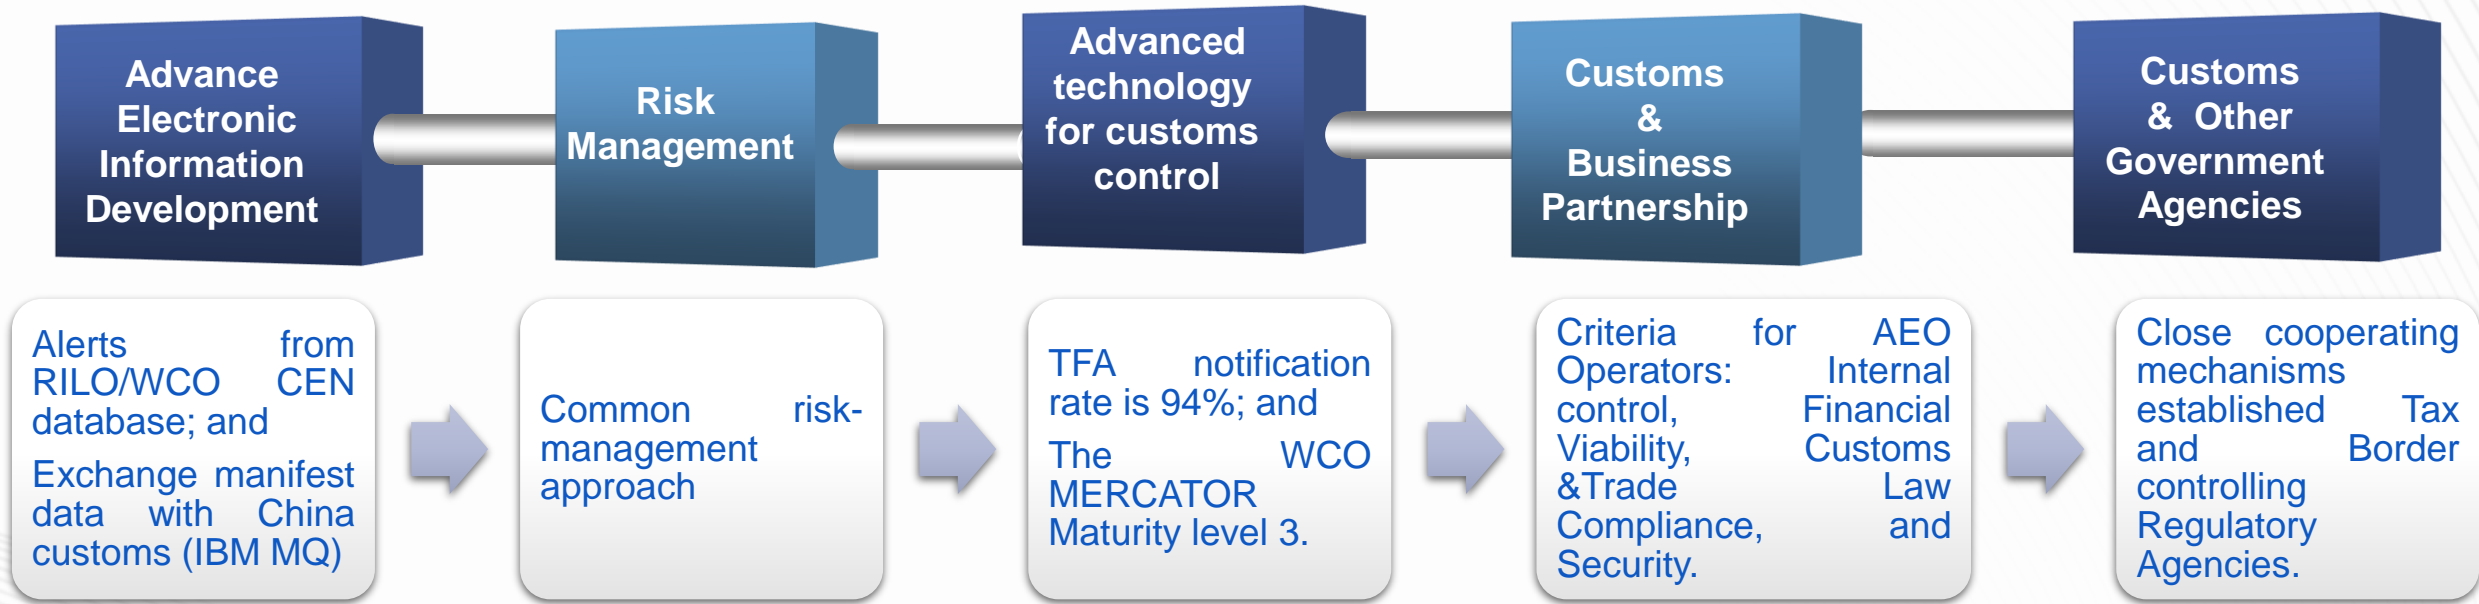 Advance
Electronic
Information
Development
Risk
Management
Advanced
technology
for customs
control
Customs
&
Business
Partnership
Customs
& Other
Government
Agencies
Alerts from
RILO/WCO CEN
database; and
Exchange manifest
data with China
customs (IBM MQ)
Common risk-
management
approach
TFA notification
rate is 94%; and
The WCO
MERCATOR
Maturity level 3.
Criteria for AEO
Operators: Internal
control, Financial
Viability, Customs
&Trade Law
Compliance, and
Security.
Close cooperating
mechanisms
established Tax
and Border
controlling
Regulatory
Agencies.